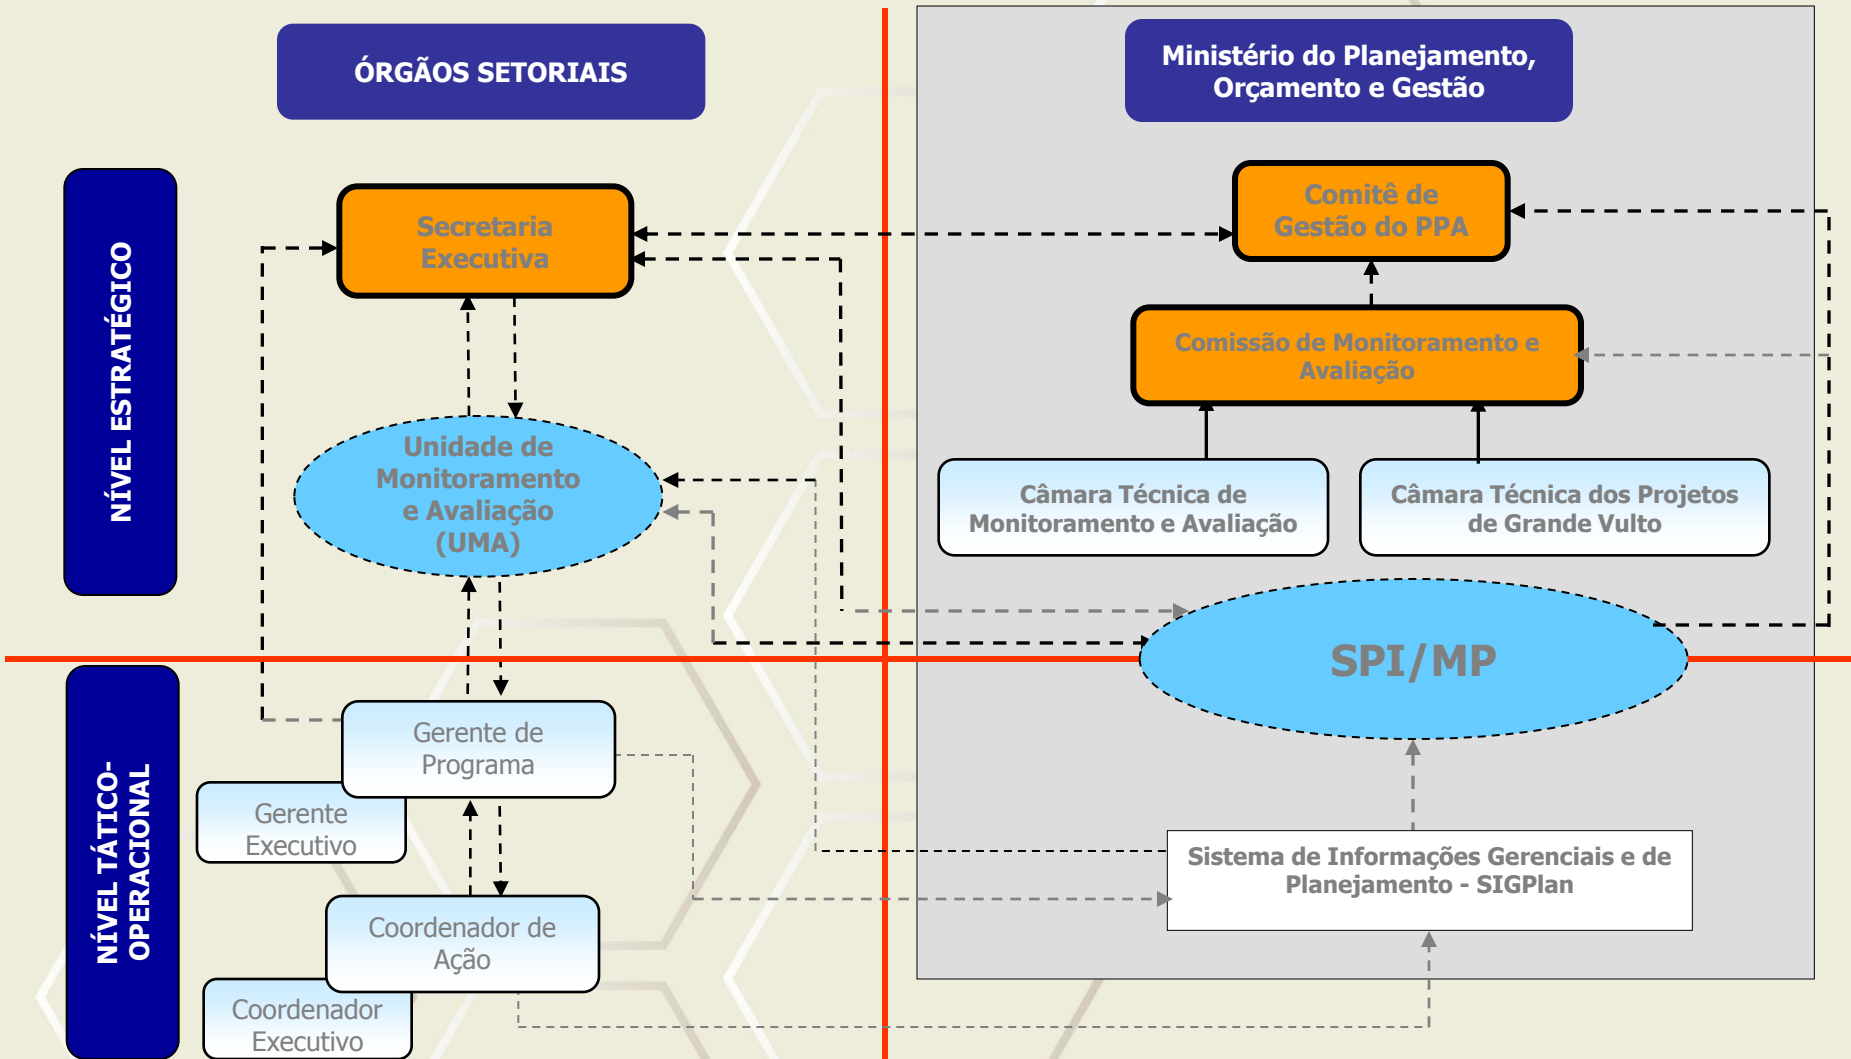 ÓRGÃOS SETORIAIS
Ministério do Planejamento,
Orçamento e Gestão
NÍVEL ESTRATÉGICO
Secretaria
Executiva
Comitê de
Gestão do PPA
Comissão de Monitoramento e
Avaliação
Unidade de
Monitoramento
e Avaliação
(UMA)
Câmara Técnica de
Monitoramento e Avaliação
Câmara Técnica dos Projetos
de Grande Vulto
SPI/MP
NÍVEL TÁTICO-
OPERACIONAL
Gerente de
Programa
Gerente
Executivo
Sistema de Informações Gerenciais e de
Planejamento - SIGPlan
Coordenador de
Ação
Coordenador
Executivo